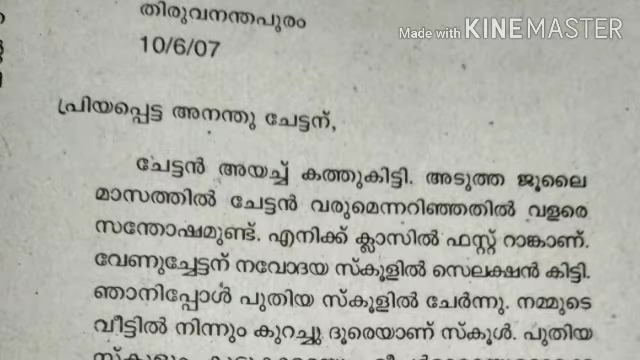 തിരുവനന്തപുരം
Made with KINEMASTER
10/6/07
പ്രിയപ്പെട്ട അനന്തു ചേട്ടന്,
ചേട്ടൻ അയച്ച് കത്തുകിട്ടി. അടുത്ത ജൂലൈ
മാസത്തിൽ ചേട്ടൻ വരുമെന്നറിഞ്ഞതിൽ വളരെ
സന്തോഷമുണ്ട്. എനിക്ക് ക്ലാസിൽ ഫസ്റ്റ് റാങ്കാണ്.
വേണുച്ചേട്ടന് നവോദയ സ്കൂളിൽ സെലക്ഷൻ കിട്ടി.
ഞാനിപ്പോൾ പുതിയ സ്കൂളിൽ ചേർന്നു. നമ്മുടെ
വീട്ടിൽ നിന്നും കുറച്ചു ദൂരെയാണ് സ്കൂൾ. പുതിയ